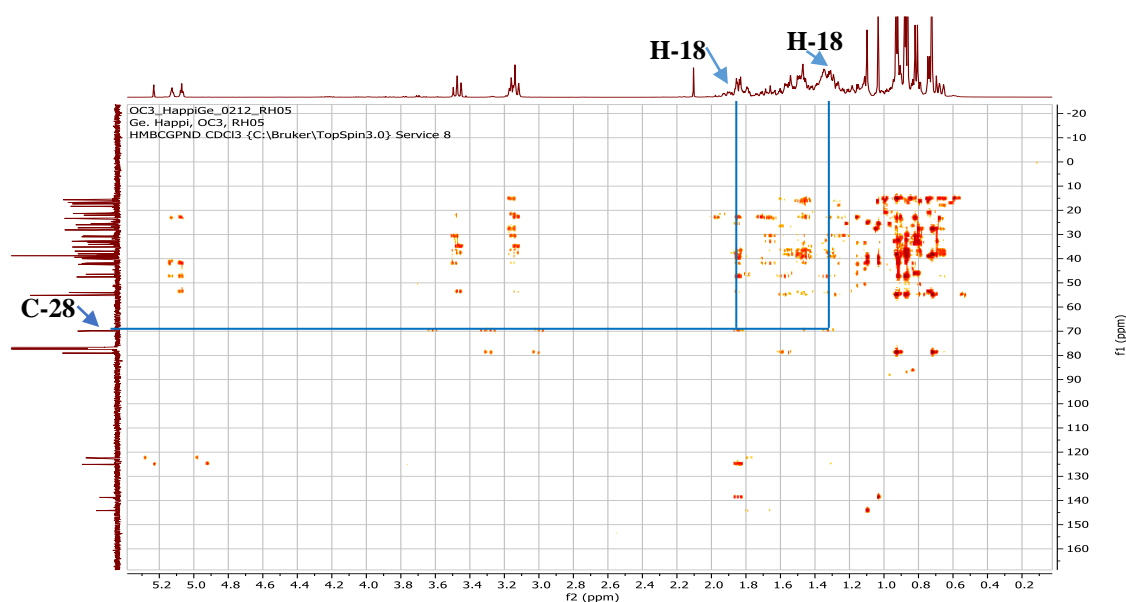 H-18
H-18
OC3_HappiGe_0212_RH05
Ge. Happi, OC3, RH05
HMBCGPND CDCl3 {C:\Bruker\TopSpin3.0} Service 8
C-28
-20
-10
0
10
20
30
40
50
60
70
80
90
100
110
120
130
140
150
160
f1 (ppm)
5.2 5.0 4.8 4.6 4.4 4.2 4.0 3.8 3.6 3.4 3.2 3.0 2.8 2.6 2.4 2.2 2.0 1.8 1.6 1.4 1.2 1.0 0.8 0.6 0.4 0.2
f2 (ppm)